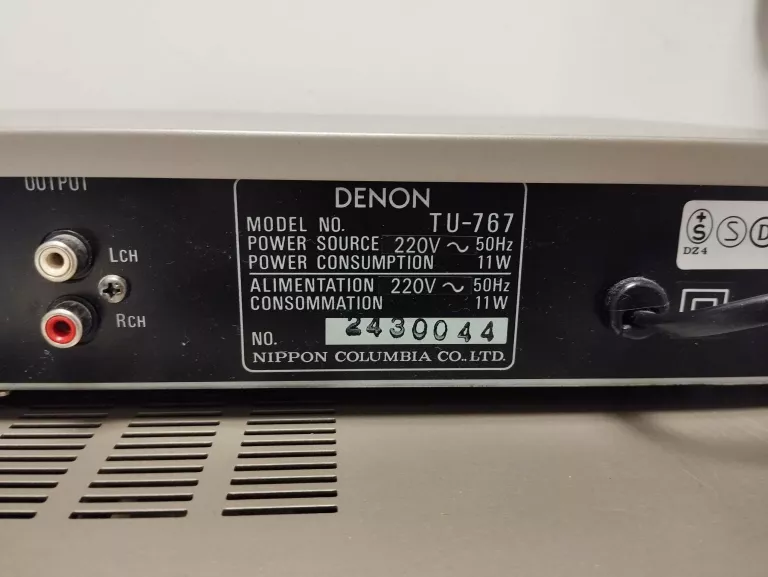 OUTPUT
LCH
RCH
DENON
MODEL NO. TU-767
POWER SOURCE 220V ~ 50Hz
POWER CONSUMPTION 11W
ALIMENTATION 220V ~ 50Hz
CONSOMMATION 11W
NO. 2430044
NIPPON COLUMBIA CO., LTD.
+S S D
DZ4